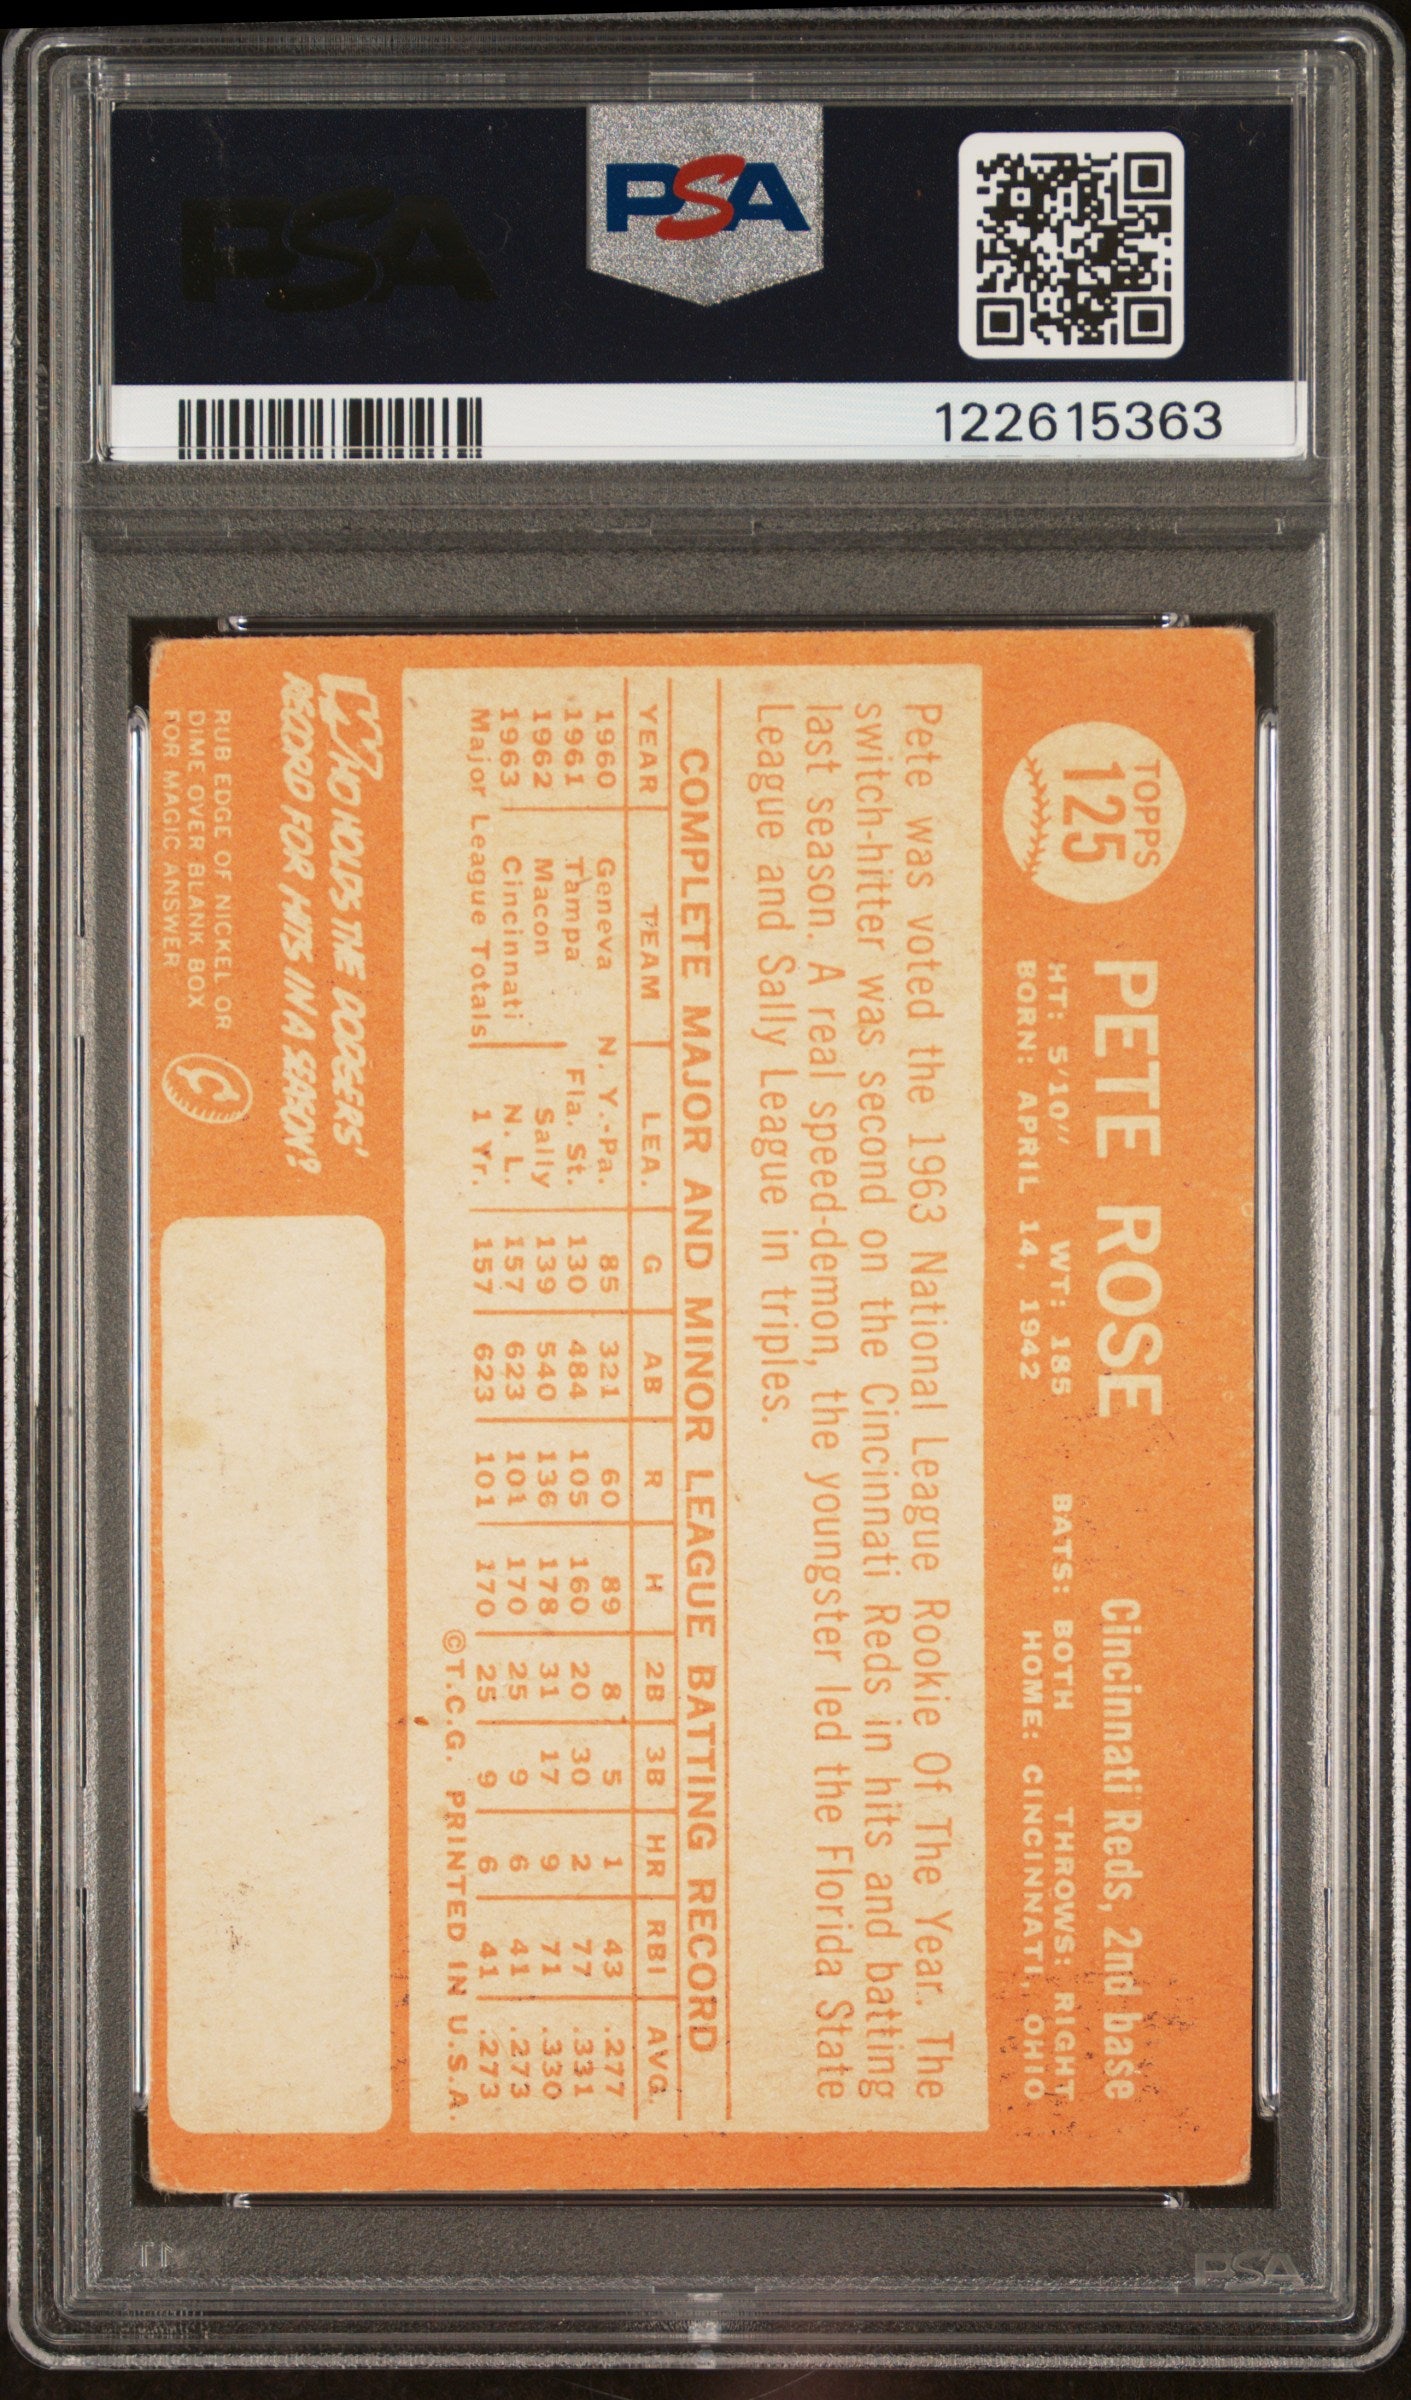 PSA
PSA
122615363
TOPPS
125
PETE ROSE
Cincinnati Reds, 2nd base
HT: 5'10" WT: 185 BATS: BOTH THROWS: RIGHT
BORN: APRIL 14, 1942 HOME: CINCINNATI, OHIO
Pete was voted the 1963 National League Rookie Of The Year. The
switch-hitter was second on the Cincinnati Reds in hits and batting
last season. A real speed-demon, the youngster led the Florida State
League and Sally League in triples.
COMPLETE MAJOR AND MINOR LEAGUE BATTING RECORD
YEAR TEAM LEA. G AB R H 2B 3B HR RBI AVG.
1960 Geneva N. Y.-Pa. 85 321 60 89 8 5 1 43 .277
1961 Tampa Fla. St. 130 484 105 160 20 30 2 77 .331
1962 Macon Sally 139 540 136 178 31 17 9 71 .330
1963 Cincinnati N. L. 157 623 101 170 25 9 6 41 .273
Major League Totals 1 Yr. 157 623 101 170 25 9 6 41 .273
©T.C.G. PRINTED IN U.S.A.
WHO HOLDS THE DODGERS'
RECORD FOR HITS IN A SEASON?
RUB EDGE OF NICKEL OR
DIME OVER BLANK BOX
FOR MAGIC ANSWER
PSA